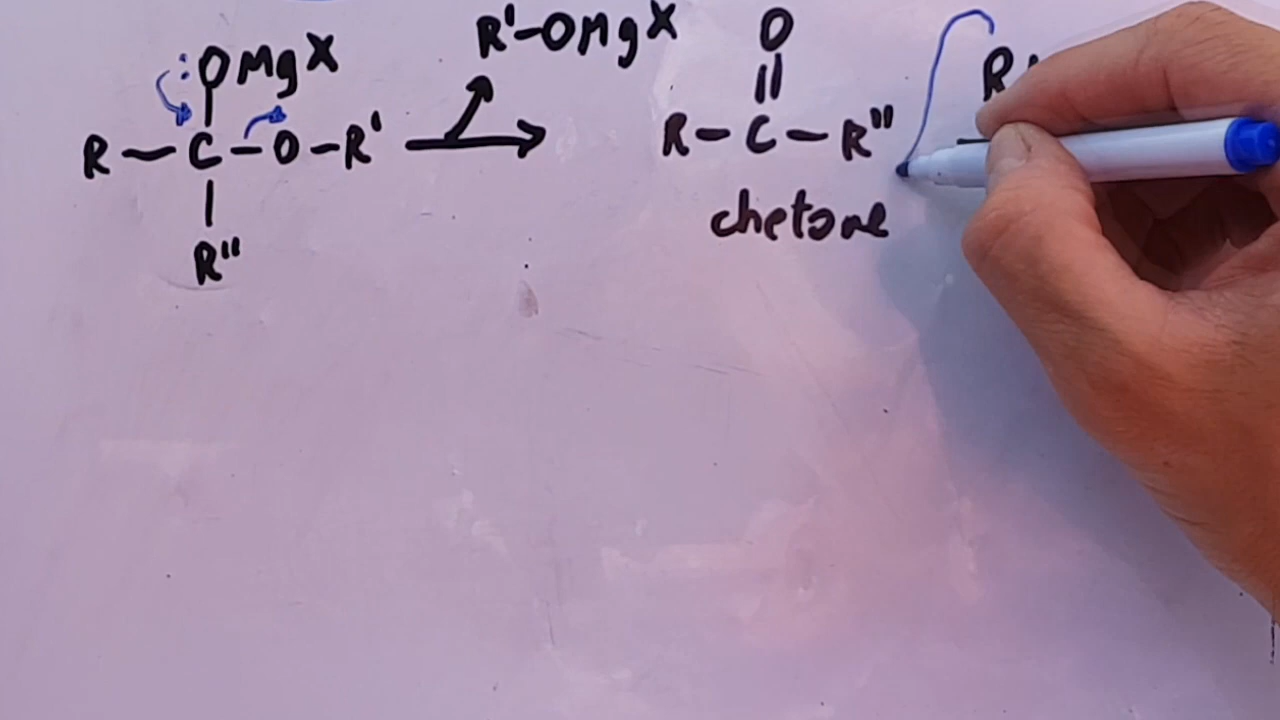 R'-OMgX
:OMgX O
R-C-O-R' R-C-R"
R" chetone